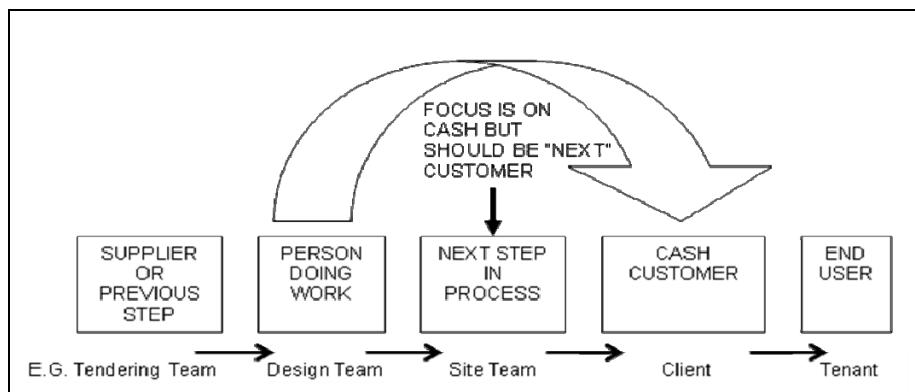 FOCUS IS ON
CASH BUT
SHOULD BE "NEXT"
CUSTOMER
SUPPLIER
OR
PREVIOUS
STEP
PERSON
DOING
WORK
NEXT STEP
IN
PROCESS
CASH
CUSTOMER
END
USER
E.G. Tendering Team
Design Team
Site Team
Client
Tenant